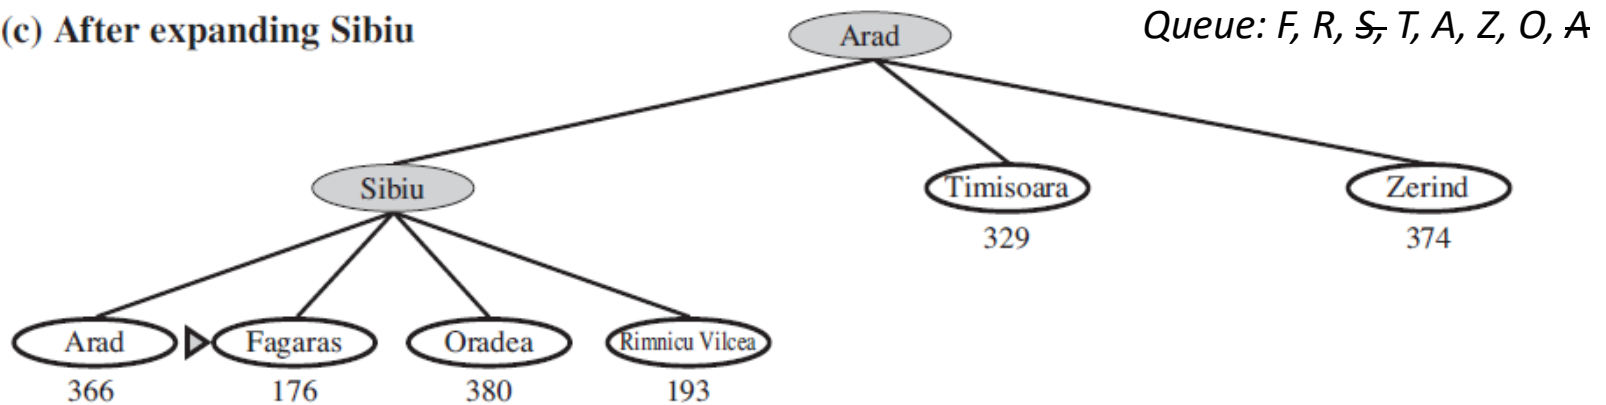 (c) After expanding Sibiu
Arad
Queue: F, R, S, T, A, Z, O, A
Sibiu
Timisoara
Zerind
329
374
Arad
Fagaras
Oradea
Rimnicu Vilcea
366
176
380
193